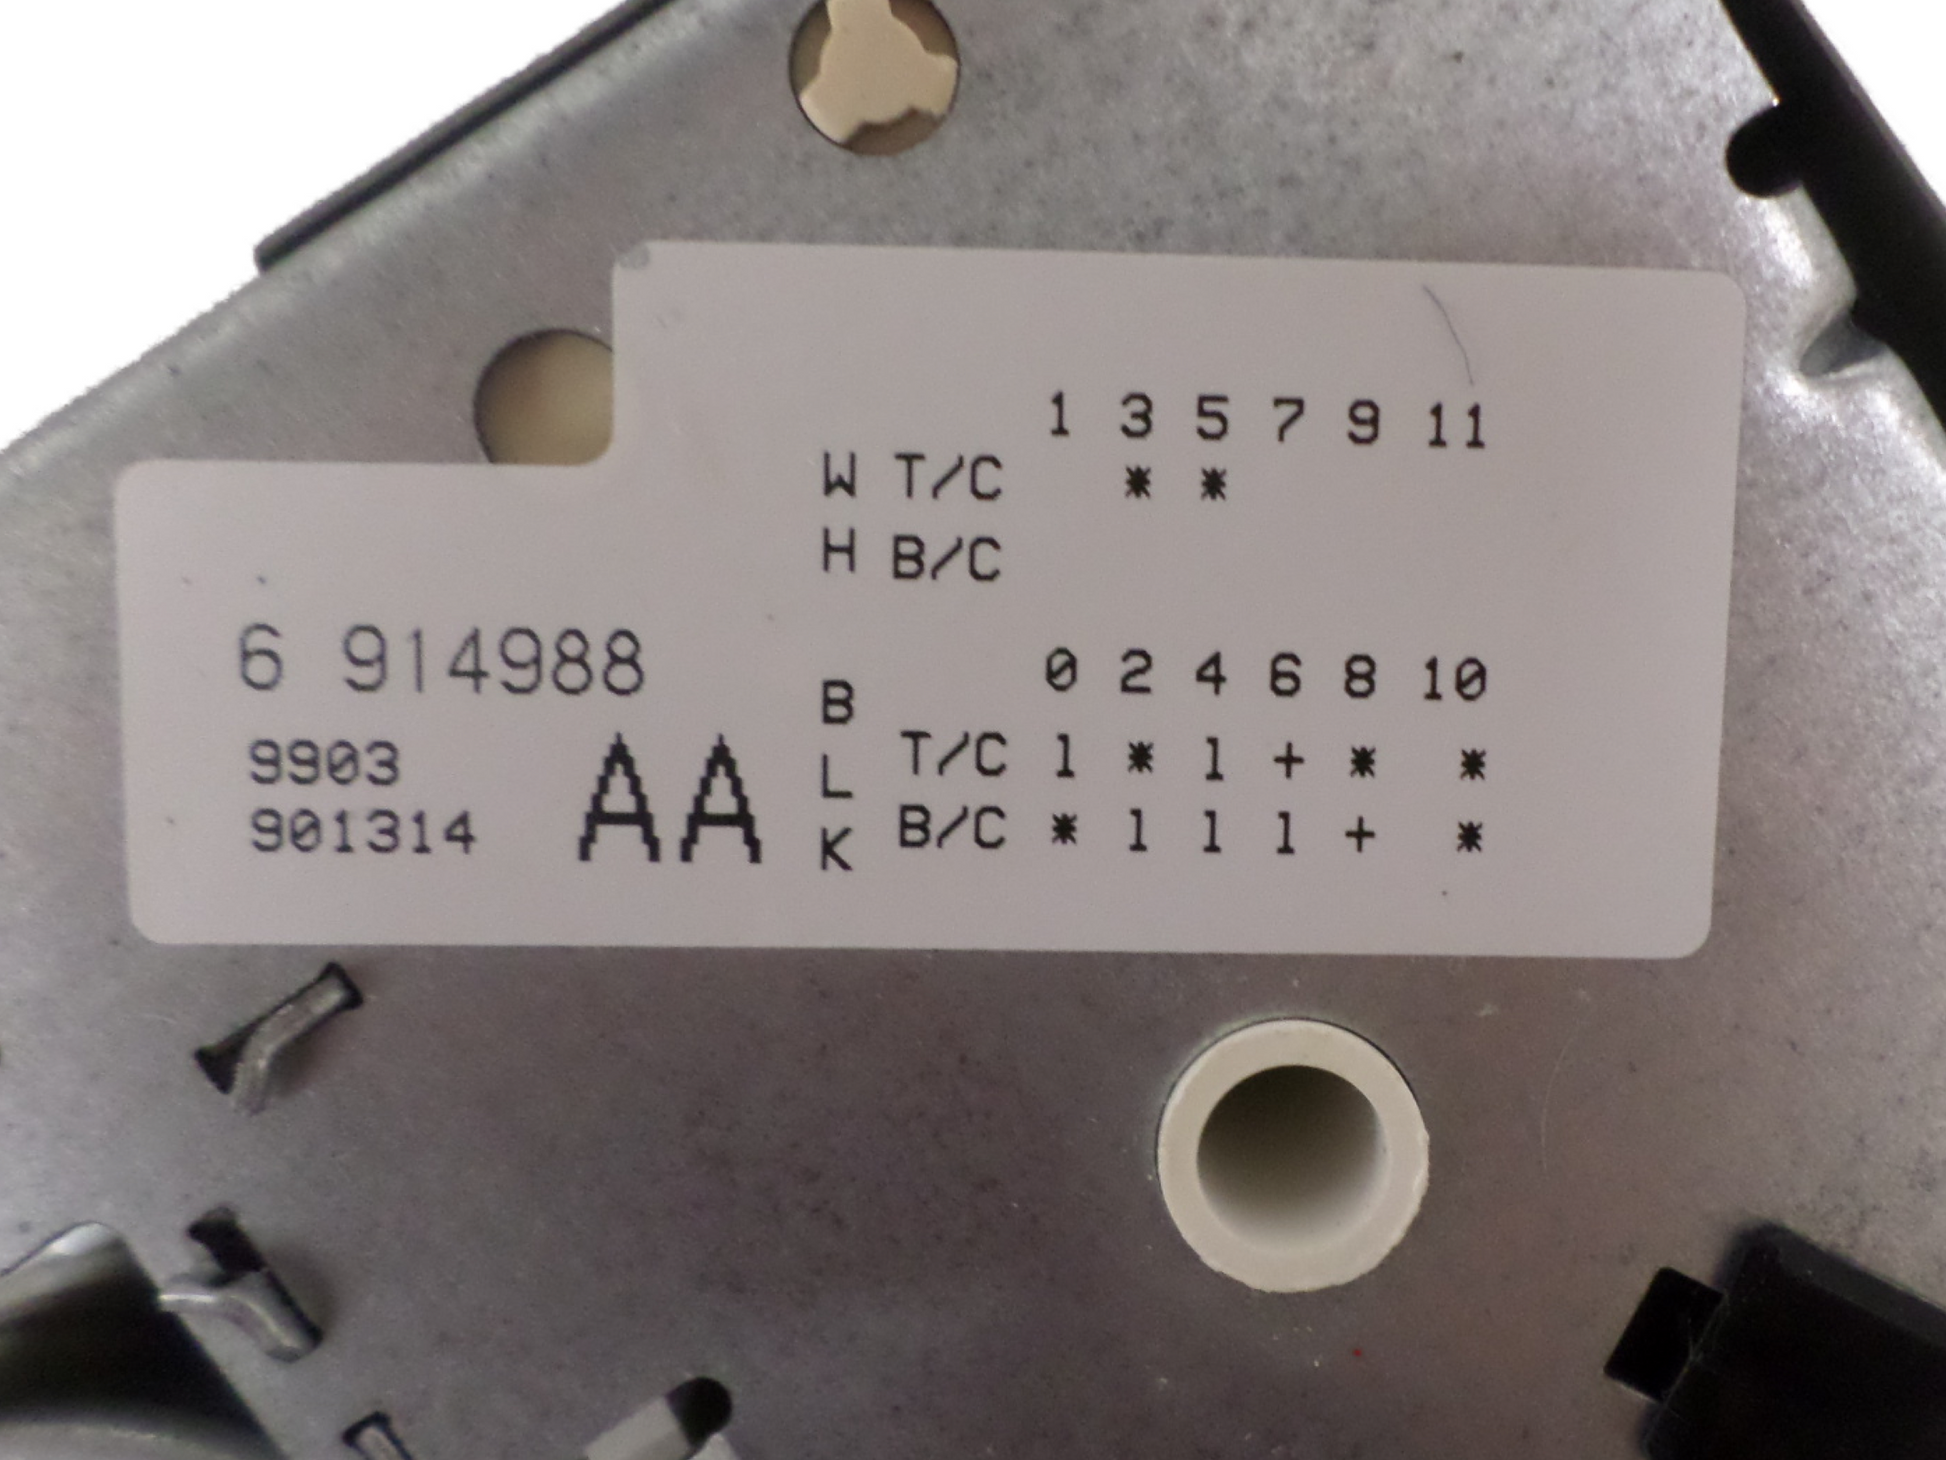 1 3 5 7 9 11
W T/C * *
H B/C
6 914988
0 2 4 6 8 10
B
9903
AA
L T/C 1 * 1 + * *
901314
K B/C * 1 1 1 + *